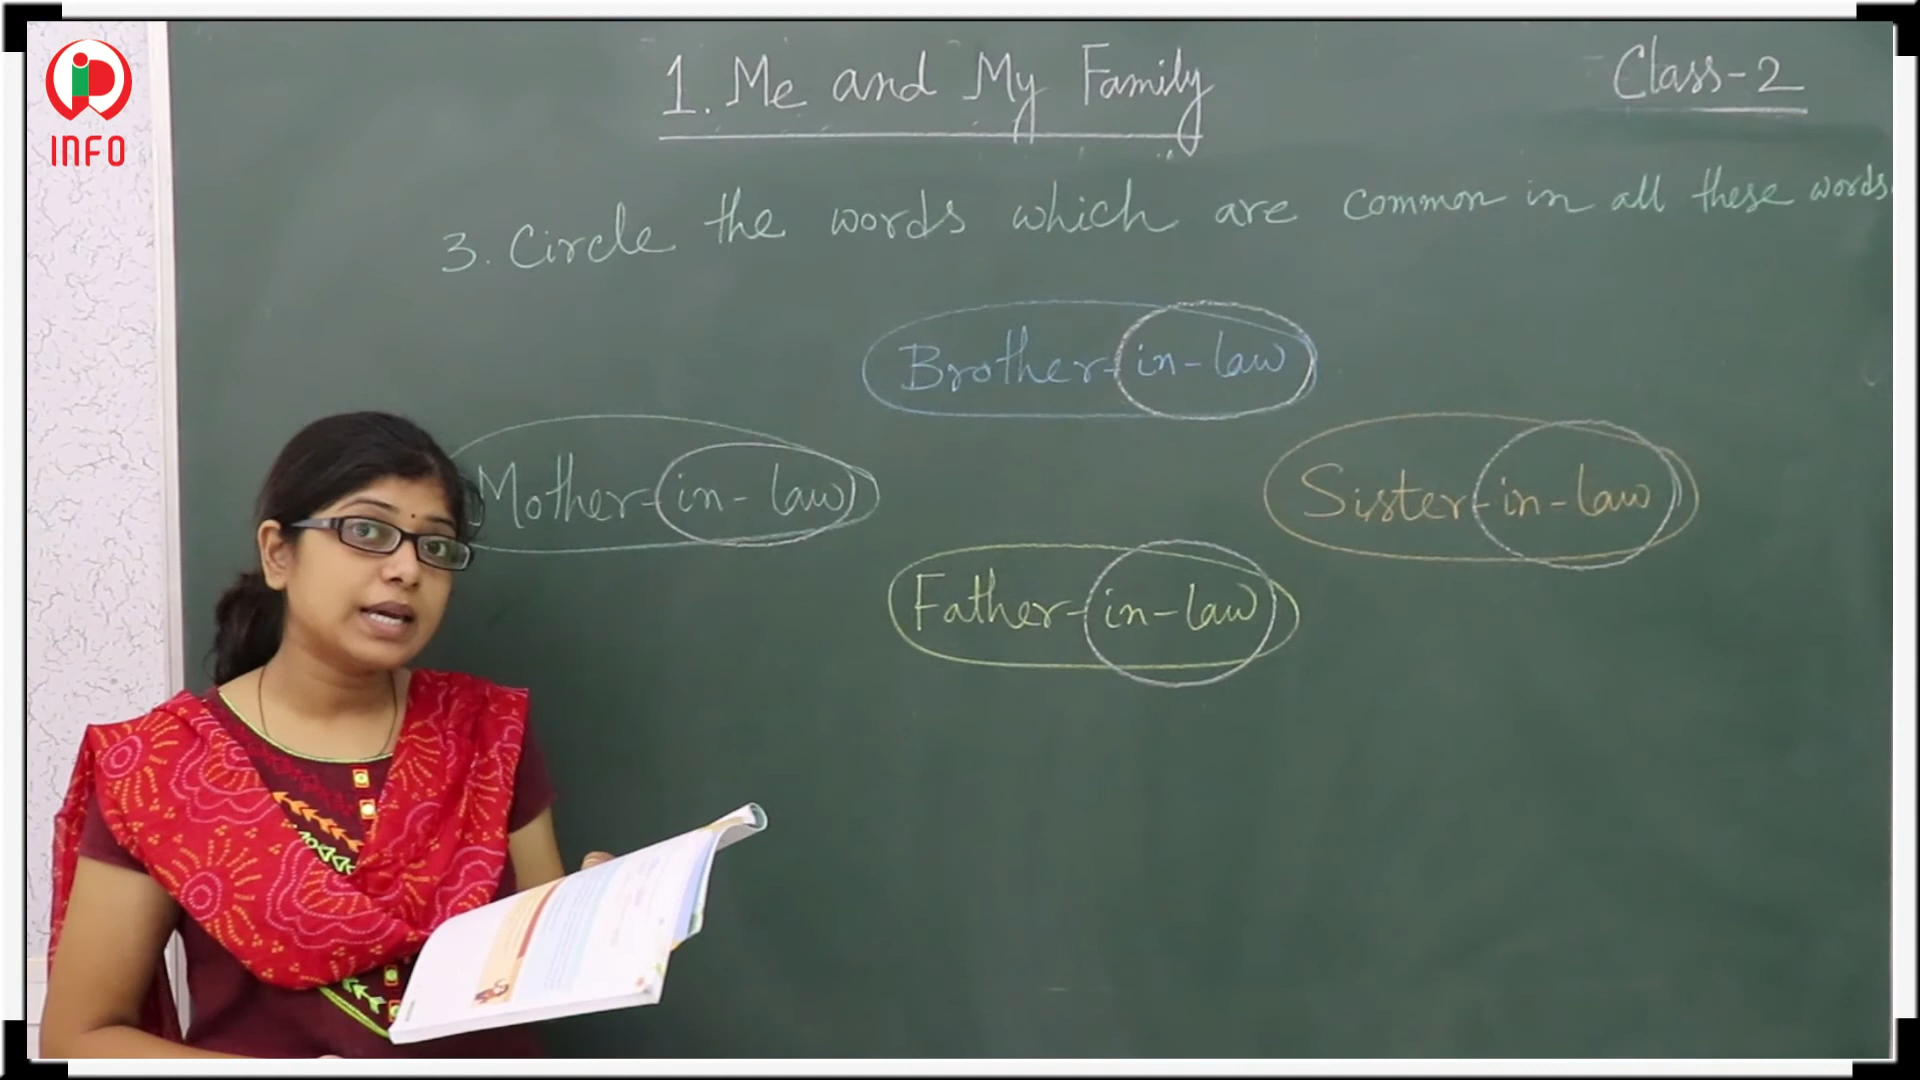 INFO
1. Me and My Family
Class-2
3. Circle the words which are common in all these words.
Brother-in-law
Mother-in-law
Sister-in-law
Father-in-law